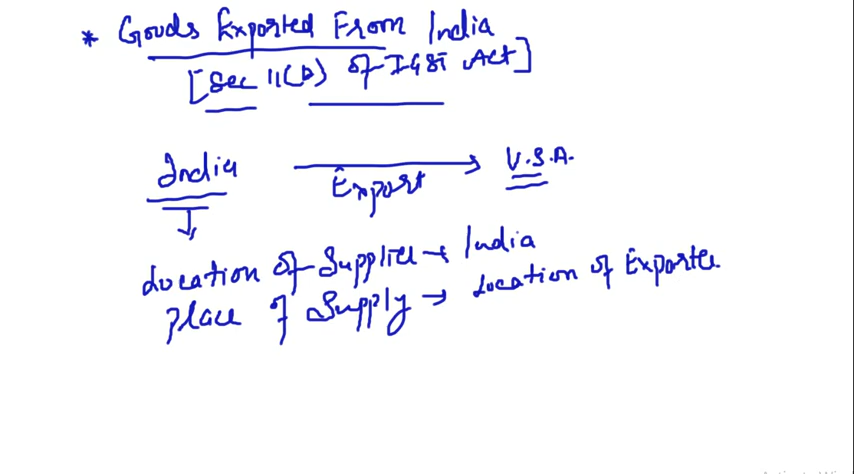 * Goods Exported From India
[Sec 11(b) of IGST Act]
India Export U.S.A.
Location of Supplier → India
Place of Supply → Location of Exporter